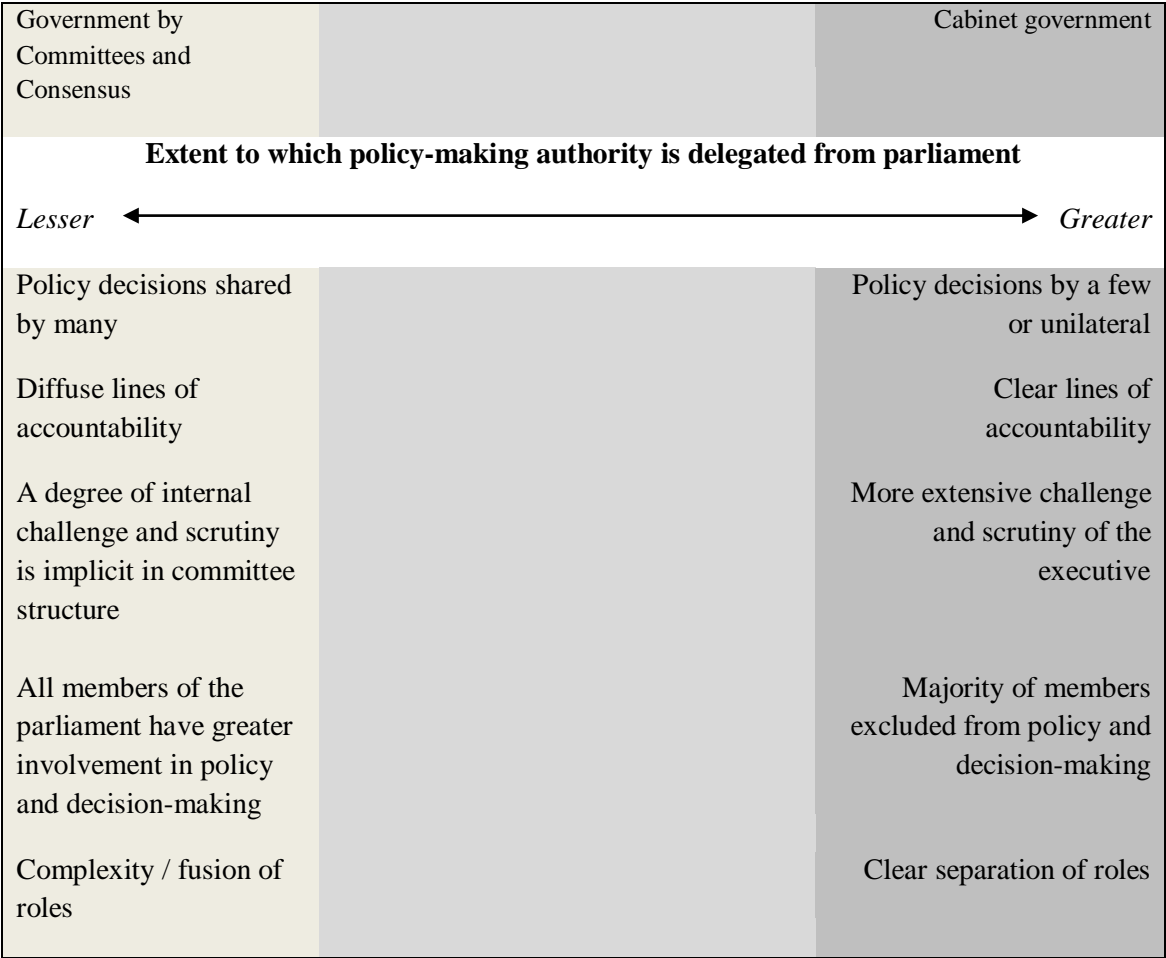 Government by
Committees and
Consensus
Cabinet government
Extent to which policy-making authority is delegated from parliament
Lesser
Greater
Policy decisions shared
by many
Policy decisions by a few
or unilateral
Diffuse lines of
accountability
Clear lines of
accountability
A degree of internal
challenge and scrutiny
is implicit in committee
structure
More extensive challenge
and scrutiny of the
executive
All members of the
parliament have greater
involvement in policy
and decision-making
Majority of members
excluded from policy and
decision-making
Complexity / fusion of
roles
Clear separation of roles